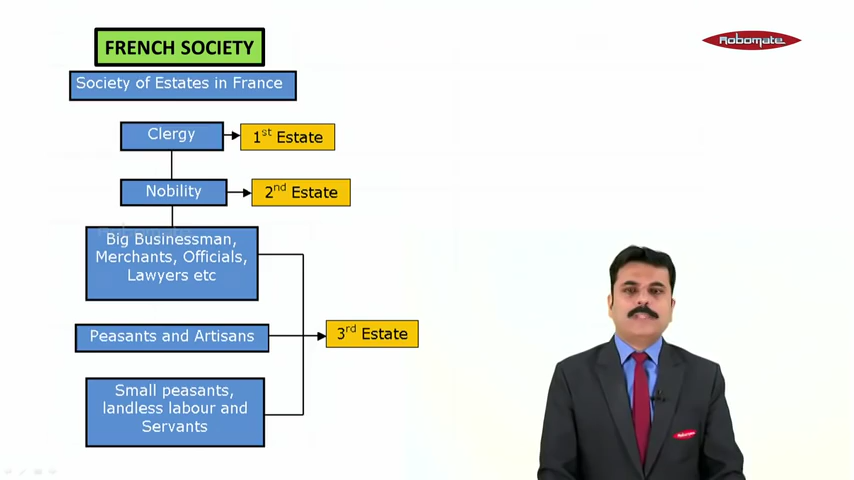 FRENCH SOCIETY
Robomate
Society of Estates in France
Clergy
1st Estate
Nobility
2nd Estate
Big Businessman,
Merchants, Officials,
Lawyers etc
Peasants and Artisans
3rd Estate
Small peasants,
landless labour and
Servants
Robomate